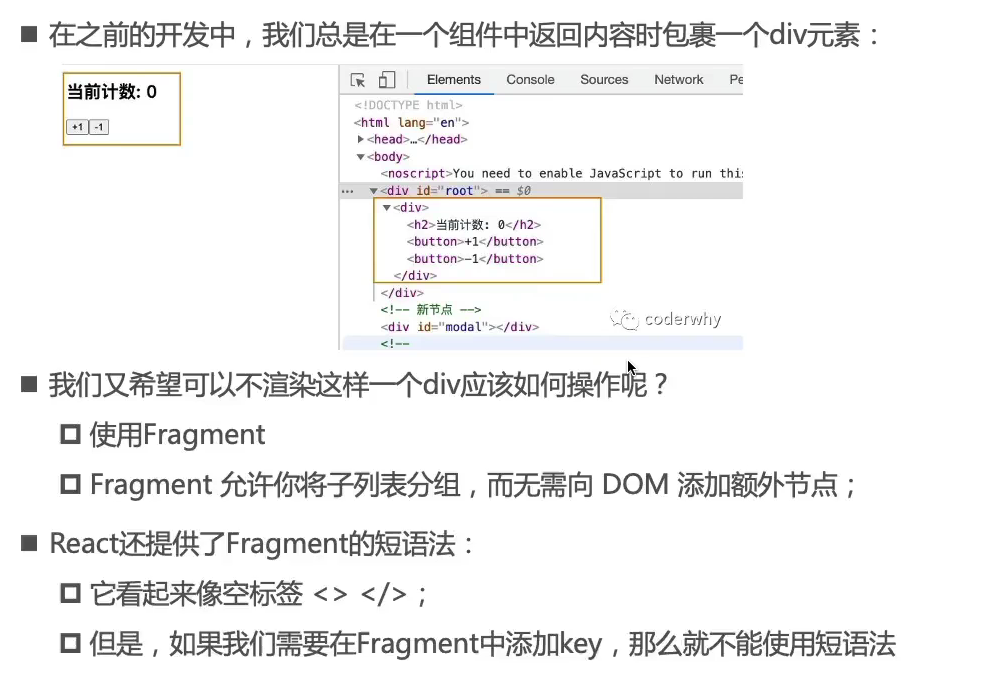 在之前的开发中，我们总是在一个组件中返回内容时包裹一个div元素：
当前计数: 0
+1 -1
Elements Console Sources Network Pe
<!DOCTYPE html>
<html lang="en">
<head>…</head>
<body>
<noscript>You need to enable JavaScript to run this
<div id="root"> == $0
<div>
<h2>当前计数: 0</h2>
<button>+1</button>
<button>-1</button>
</div>
</div>
<!-- 新节点 -->
<div id="modal"></div>
<!--
coderwhy
我们又希望可以不渲染这样一个div应该如何操作呢？
使用Fragment
Fragment 允许你将子列表分组，而无需向 DOM 添加额外节点；
React还提供了Fragment的短语法：
它看起来像空标签 <> </>；
但是，如果我们需要在Fragment中添加key，那么就不能使用短语法